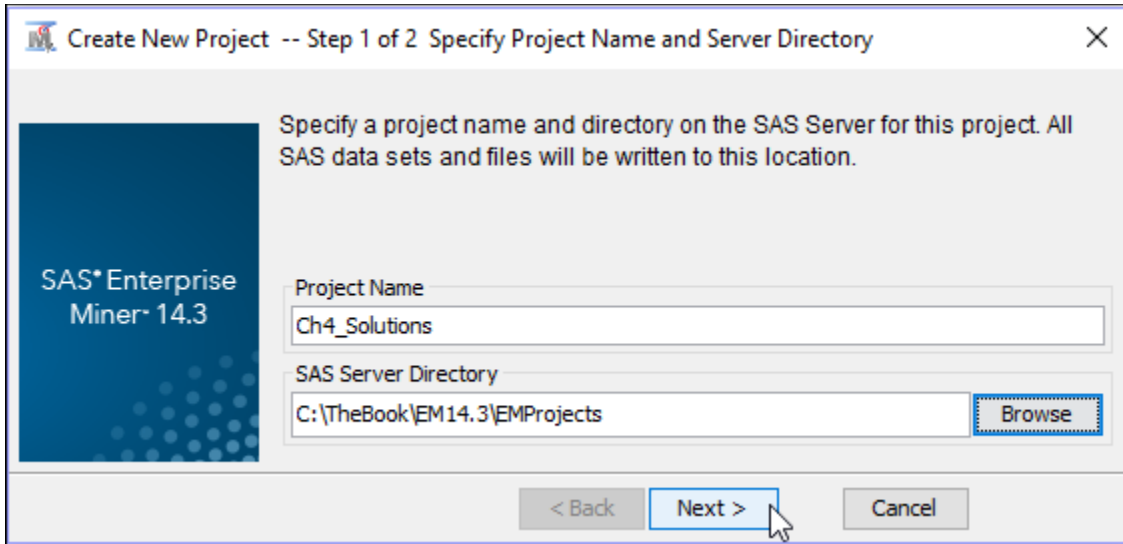 Create New Project -- Step 1 of 2 Specify Project Name and Server Directory
Specify a project name and directory on the SAS Server for this project. All
SAS data sets and files will be written to this location.
SAS® Enterprise
Miner™ 14.3
Project Name
Ch4_Solutions
SAS Server Directory
C:\TheBook\EM14.3\EMProjects
Browse
< Back
Next >
Cancel